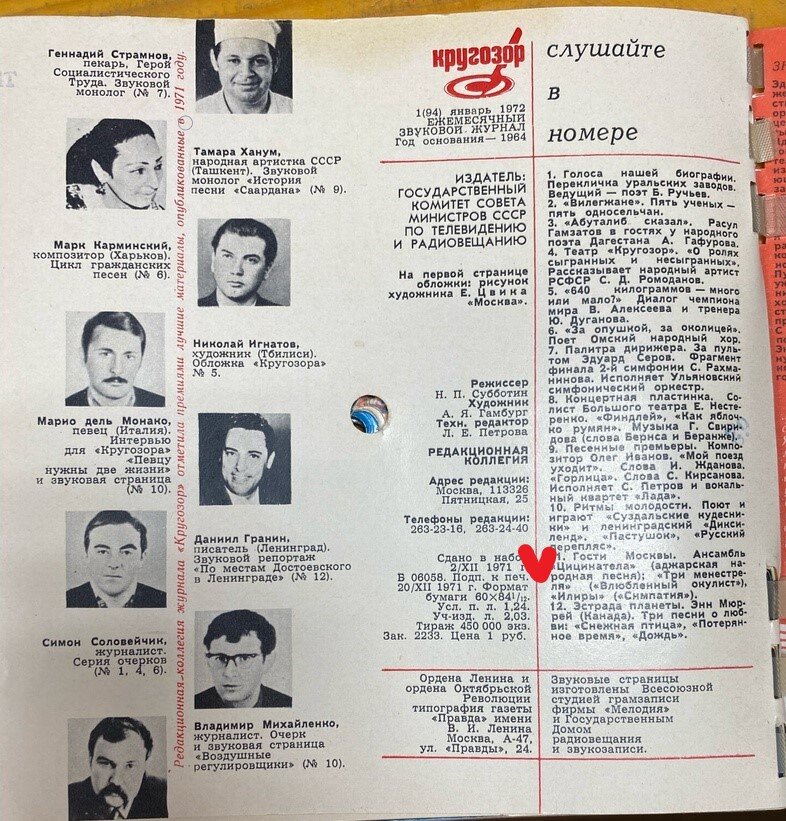 Геннадий Страмнов,
пекарь, Герой
Социалистического
Труда. Звуковой
монолог (№ 7).
Тамара Ханум,
народная артистка СССР
(Ташкент). Звуковой
монолог «История
песни «Саардана» (№ 9).
Марк Карминский,
композитор (Харьков).
Цикл гражданских
песен (№ 6).
Николай Игнатов,
художник (Тбилиси).
Обложка «Кругозора»
№ 5.
Марио дель Монако,
певец (Италия).
Интервью
для «Кругозора»
«Певцу
нужны две жизни»
и звуковая страница
(№ 10).
Даниил Гранин,
писатель (Ленинград).
Звуковой репортаж
«По местам Достоевского
в Ленинграде» (№ 12).
Симон Соловейчик,
журналист.
Серия очерков
(№ 1, 4, 6).
Владимир Михайленко,
журналист. Очерк
и звуковая страница
«Воздушные
регулировщики» (№ 10).
Редакционная коллегия журнала «Кругозор» отметила премиями лучшие материалы, опубликованные в 1971 году.
кругозор
1(94) январь 1972
ЕЖЕМЕСЯЧНЫЙ
ЗВУКОВОЙ ЖУРНАЛ
Год основания—1964
ИЗДАТЕЛЬ:
ГОСУДАРСТВЕННЫЙ
КОМИТЕТ СОВЕТА
МИНИСТРОВ СССР
ПО ТЕЛЕВИДЕНИЮ
И РАДИОВЕЩАНИЮ
На первой странице
обложки: рисунок
художника Е. Цвика
«Москва».
Режиссер
Н. П. Субботин
Художник
А. Я. Гамбург
Техн. редактор
Л. Е. Петрова
РЕДАКЦИОННАЯ
КОЛЛЕГИЯ
Адрес редакции:
Москва, 113326
Пятницкая, 25
Телефоны редакции:
263-23-16, 263-24-40
Сдано в набо
2/XII 1971 г.
Б 06058. Подп. к печ.
20/XII 1971 г. Формат
бумаги 60×84 1/12.
Усл. п. л. 1,24.
Уч-изд. л. 2,03.
Тираж 450 000 экз.
Зак. 2233. Цена 1 руб.
Ордена Ленина и
ордена Октябрьской
Революции
типография газеты
«Правда» имени
В. И. Ленина
Москва, А-47,
ул. «Правды», 24.
слушайте
в
номере
1. Голоса нашей биографии.
Перекличка уральских заводов.
Ведущий — поэт Б. Ручьев.
2. «Вилегжане». Пять ученых —
пять односельчан.
3. «Абуталиб сказал». Расул
Гамзатов в гостях у народного
поэта Дагестана А. Гафурова.
4. Театр «Кругозор». «О ролях
сыгранных и несыгранных».
Рассказывает народный артист
РСФСР С. Д. Ромоданов.
5. «640 килограммов — много
или мало?» Диалог чемпиона
мира В. Алексеева и тренера
Ю. Дуганова.
6. «За опушкой, за околицей».
Поет Омский народный хор.
7. Палитра дирижера. За пуль-
том Эдуард Серов. Фрагмент
финала 2-й симфонии С. Рахма-
нинова. Исполняет Ульяновский
симфонический оркестр.
8. Концертная пластинка. Со-
лист Большого театра Е. Несте-
ренко. «Финдлей», «Как яблоч-
ко румян». Музыка Г. Свири
дова (слова Бернса и Беранже).
9. Песенные премьеры. Компо-
зитор Олег Иванов. «Мой поезд
уходит». Слова И. Жданова.
«Горлица». Слова С. Кирсанова.
Исполняет С. Петров и вокаль-
ный квартет «Лада».
10. Ритмы молодости. Поют и
играют «Суздальские кудесни-
ки» и ленинградский «Дикси-
ленд». «Пастушок», «Русский
перепляс».
Гости Москвы. Ансамбль
«Цицинатела» (аджарская на-
родная песня); «Три менестре-
ля» («Влюбленный окулист»),
«Илиры» («Симпатия»).
12. Эстрада планеты. Энн Мюр-
рей (Канада). Три песни о люб-
ви: «Снежная птица», «Потерян-
ное время», «Дождь».
Звуковые страницы
изготовлены Всесоюзной
студией грамзаписи
фирмы «Мелодия»
и Государственным
Домом
радиовещания
и звукозаписи.